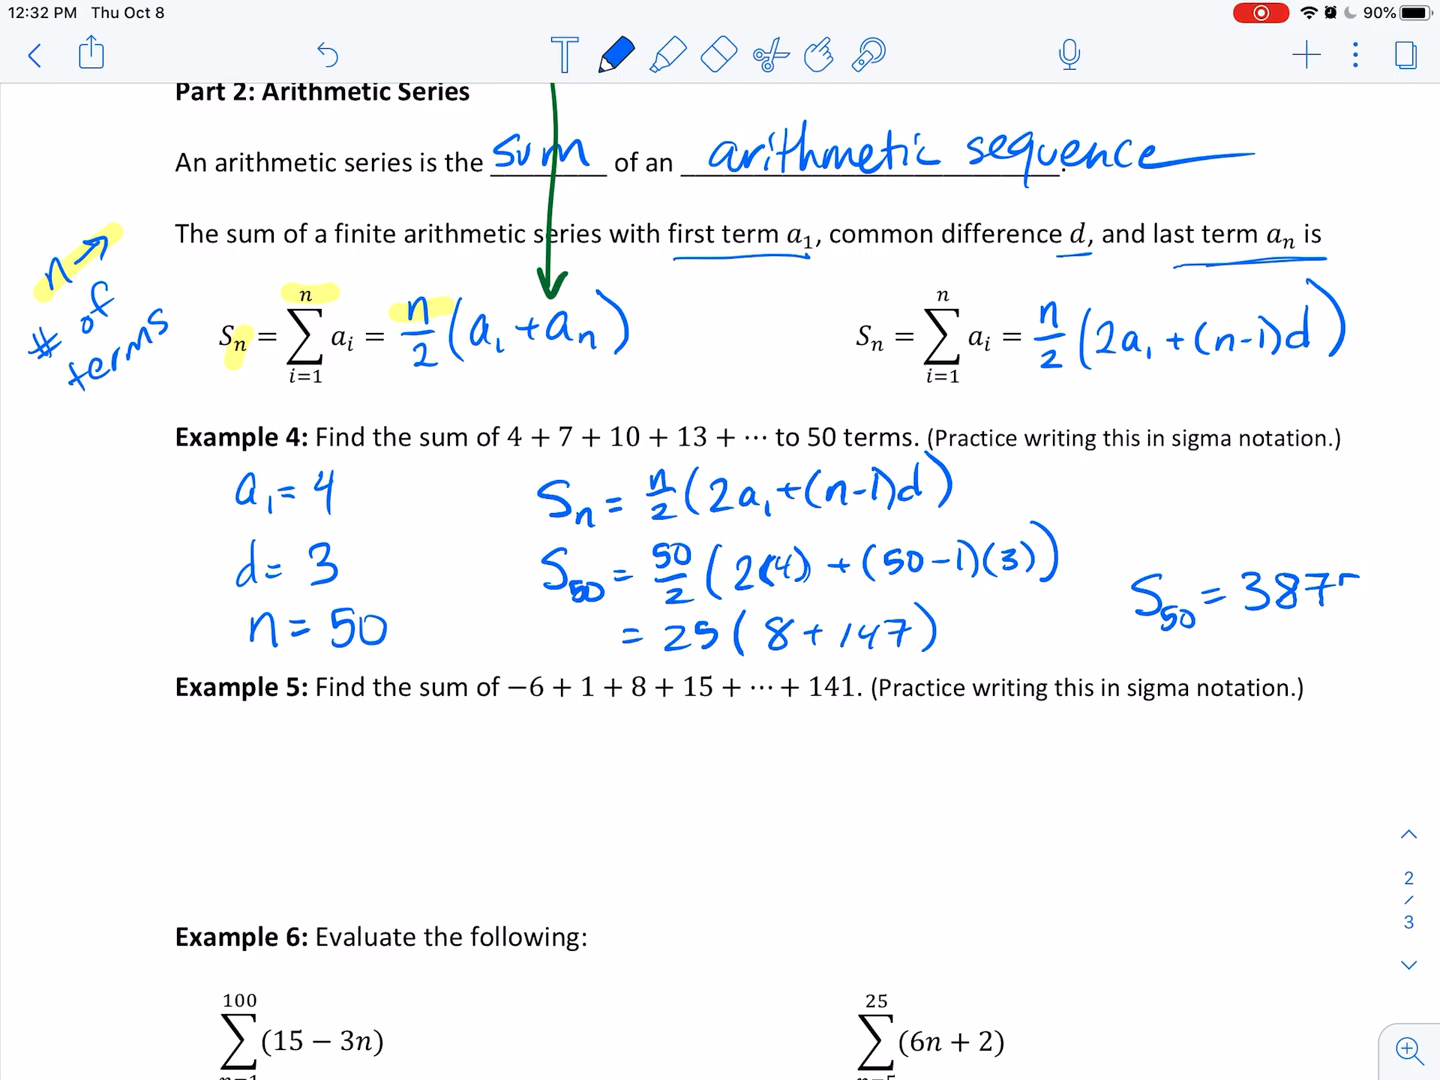 12:32 PM Thu Oct 8
90%
Part 2: Arithmetic Series
An arithmetic series is the sum of an arithmetic sequence.
The sum of a finite arithmetic series with first term a₁, common difference d, and last term aₙ is
n → # of terms
Sₙ = ∑ⁿᵢ₌₁ aᵢ = n/2 (a₁ + aₙ)
Sₙ = ∑ⁿᵢ₌₁ aᵢ = n/2 (2a₁ + (n-1)d)
Example 4: Find the sum of 4 + 7 + 10 + 13 + ⋯ to 50 terms. (Practice writing this in sigma notation.)
a₁ = 4
Sₙ = n/2 (2a₁ + (n-1)d)
d = 3
S₅₀ = 50/2 (2(4) + (50-1)(3))
n = 50
= 25 (8 + 147)
S₅₀ = 387
Example 5: Find the sum of −6 + 1 + 8 + 15 + ⋯ + 141. (Practice writing this in sigma notation.)
2
/
3
Example 6: Evaluate the following:
100
∑ (15 − 3n)
25
∑ (6n + 2)